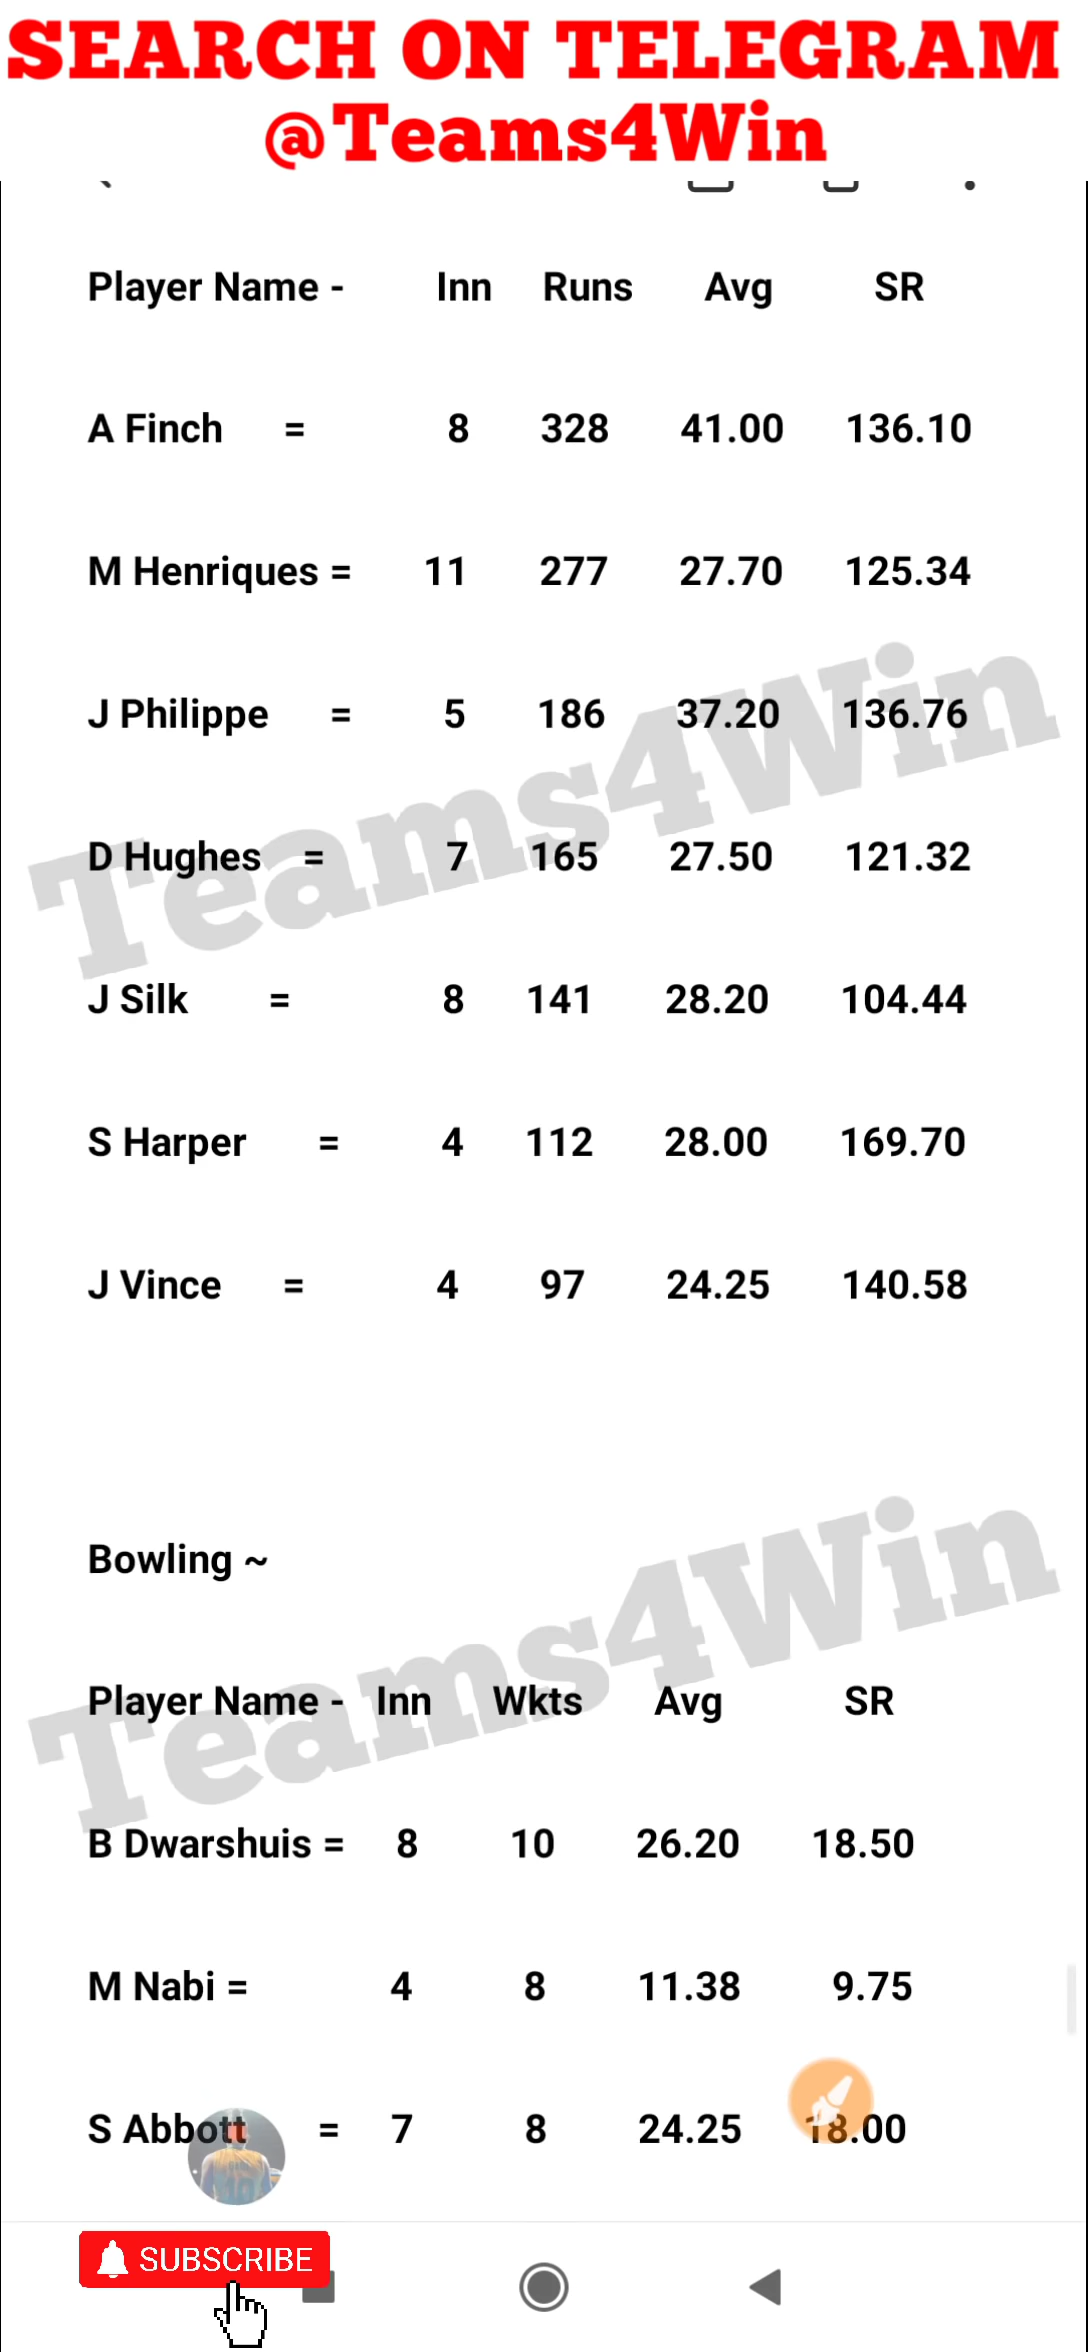 SEARCH ON TELEGRAM
@Teams4Win
Player Name - Inn Runs Avg SR
A Finch = 8 328 41.00 136.10
M Henriques = 11 277 27.70 125.34
J Philippe = 5 186 37.20 136.76
Teams4Win
D Hughes = 7 165 27.50 121.32
J Silk = 8 141 28.20 104.44
S Harper = 4 112 28.00 169.70
J Vince = 4 97 24.25 140.58
Bowling ~
Teams4Win
Player Name - Inn Wkts Avg SR
B Dwarshuis = 8 10 26.20 18.50
M Nabi = 4 8 11.38 9.75
S Abbott = 7 8 24.25 18.00
SUBSCRIBE